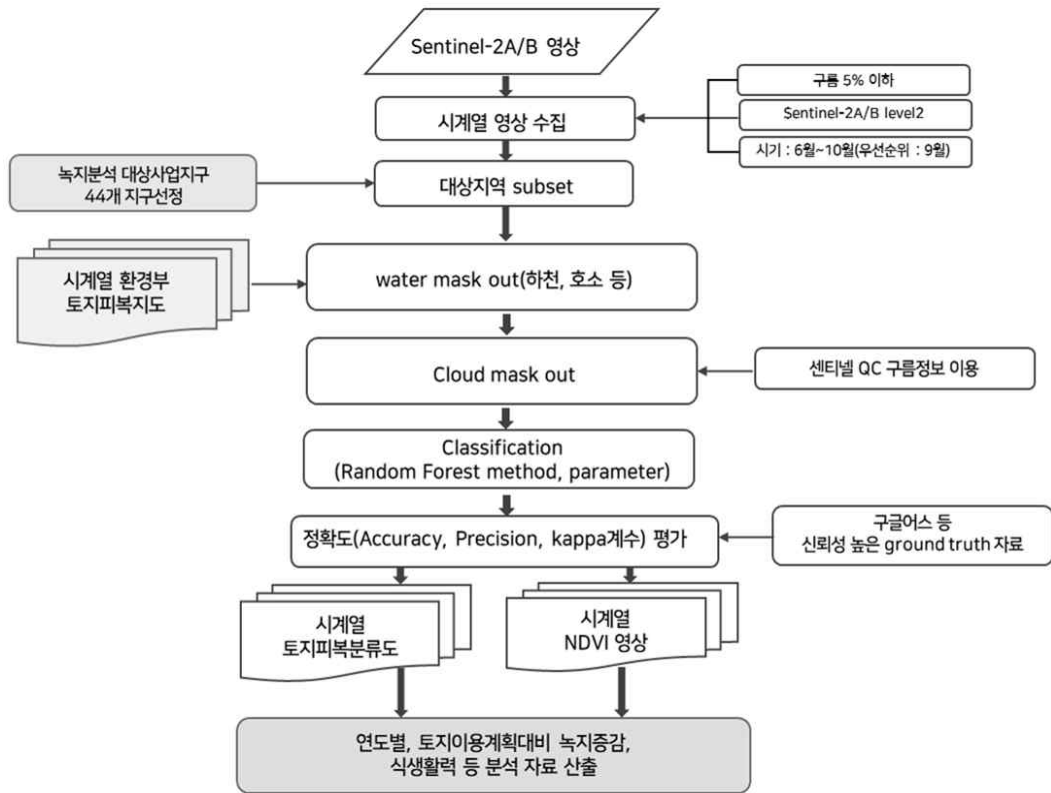 Sentinel-2A/B 영상
구름 5% 이하
시계열 영상 수집
Sentinel-2A/B level2
시기 : 6월~10월(우선순위 : 9월)
녹지분석 대상사업지구
44개 지구선정
대상지역 subset
시계열 환경부
토지피복지도
water mask out(하천, 호소 등)
Cloud mask out
센티넬 QC 구름정보 이용
Classification
(Random Forest method, parameter)
정확도(Accuracy, Precision, kappa계수) 평가
구글어스 등
신뢰성 높은 ground truth 자료
시계열
토지피복분류도
시계열
NDVI 영상
연도별, 토지이용계획대비 녹지증감,
식생활력 등 분석 자료 산출